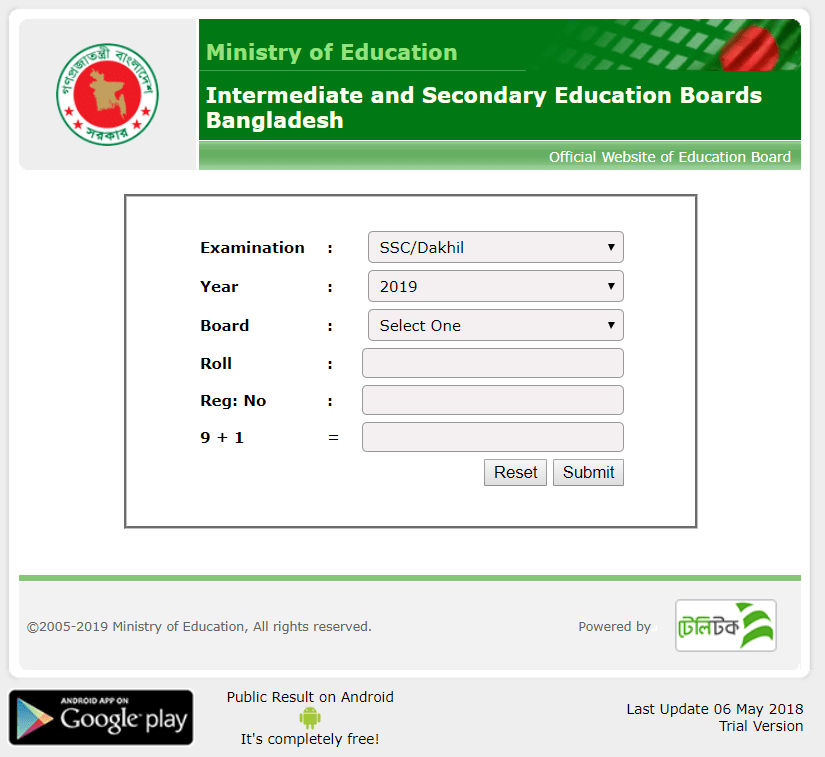 গণপ্রজাতন্ত্রী বাংলাদেশ
সরকার
Ministry of Education
Intermediate and Secondary Education Boards
Bangladesh
Official Website of Education Board
Examination : SSC/Dakhil
Year : 2019
Board : Select One
Roll :
Reg: No :
9 + 1 =
Reset Submit
©2005-2019 Ministry of Education, All rights reserved.
Powered by
টেলিটক
ANDROID APP ON
Google play
Public Result on Android
It's completely free!
Last Update 06 May 2018
Trial Version